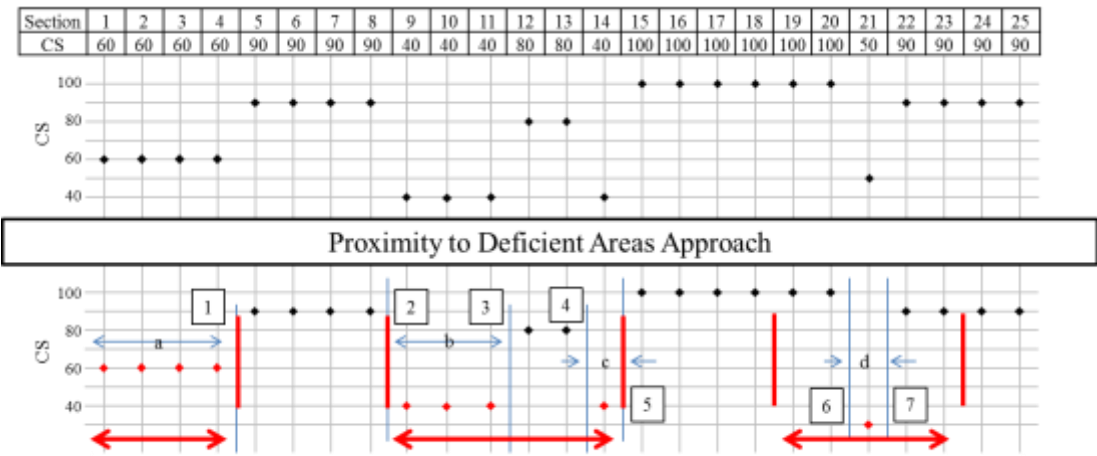 Section 1 2 3 4 5 6 7 8 9 10 11 12 13 14 15 16 17 18 19 20 21 22 23 24 25
CS 60 60 60 60 90 90 90 90 40 40 40 80 80 40 100 100 100 100 100 100 50 90 90 90 90
100
80
60
40
CS
Proximity to Deficient Areas Approach
100
80
60
40
CS
1 2 3 4
a b c d
5 6 7